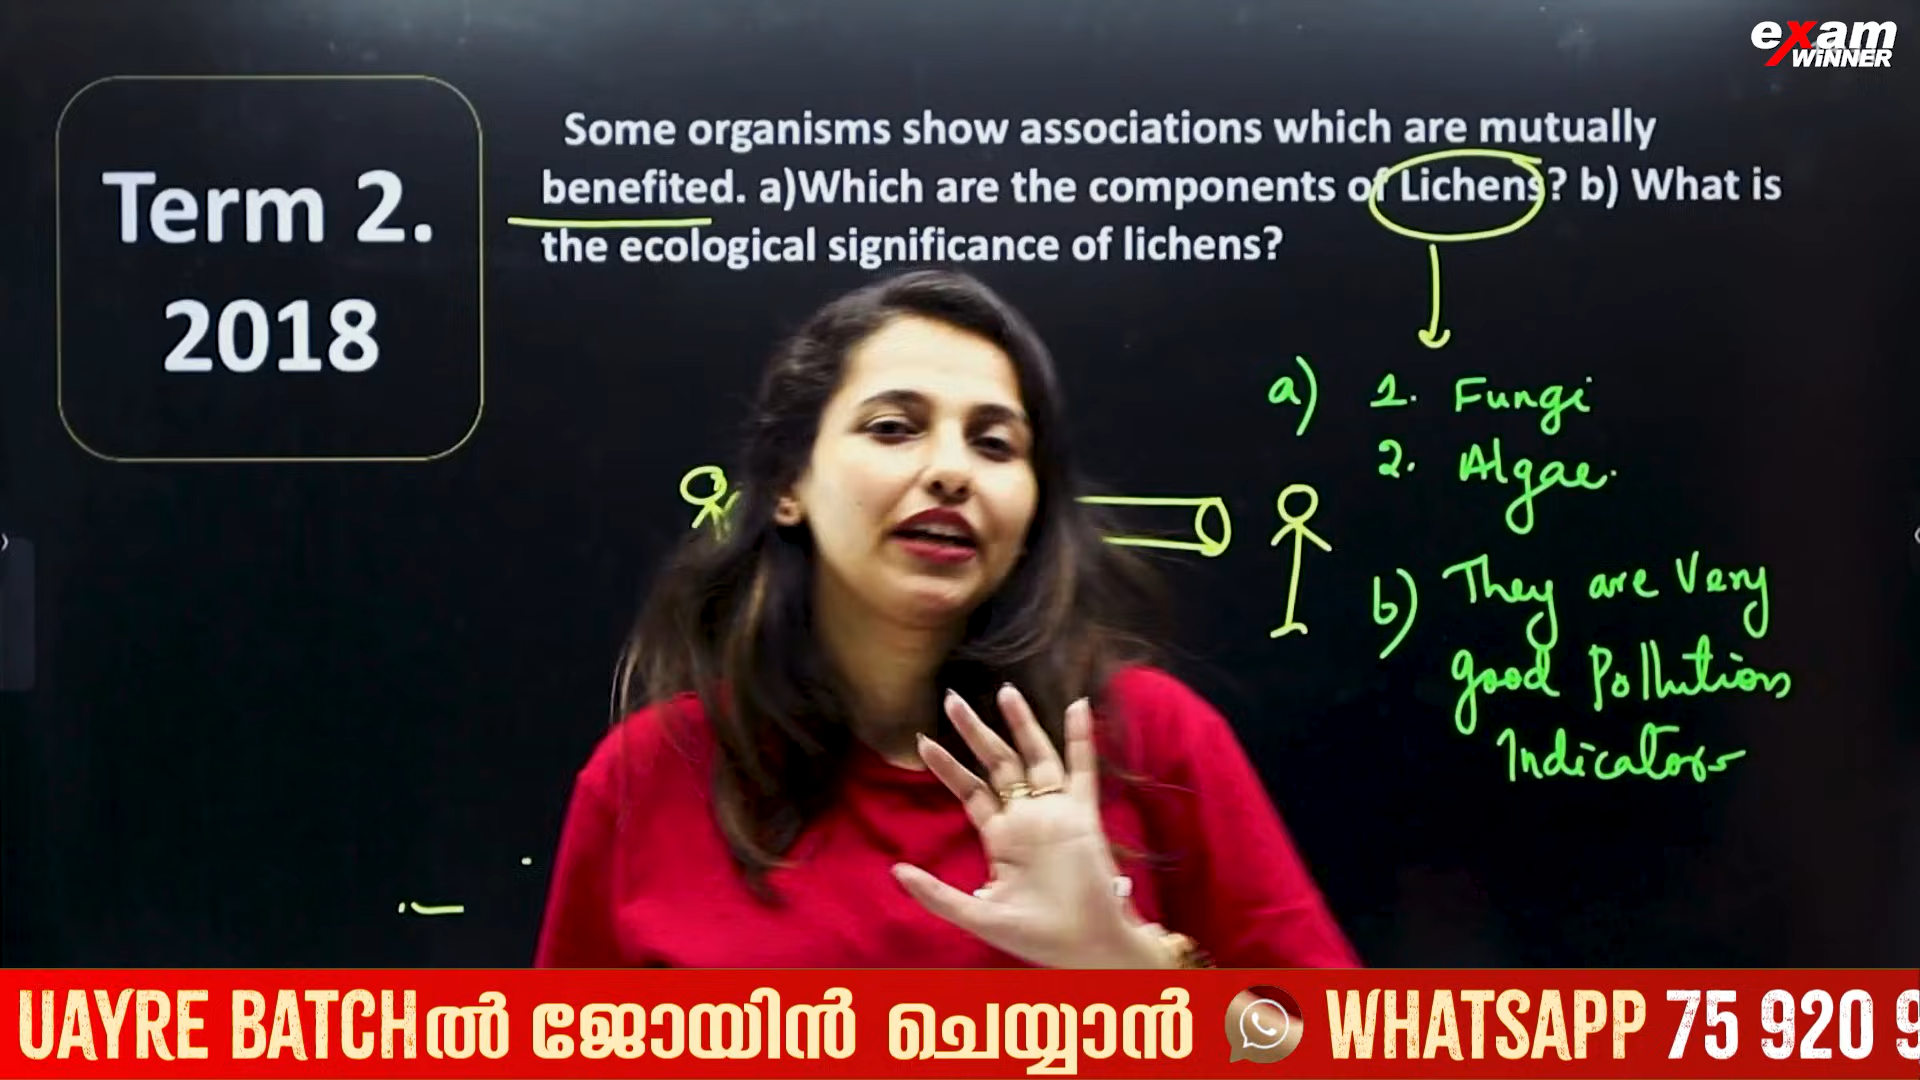 exam
WINNER
Term 2.
2018
Some organisms show associations which are mutually
benefited. a)Which are the components of Lichens? b) What is
the ecological significance of lichens?
a) 1. Fungi
2. Algae.
b) They are Very
good Pollution
Indicators
UAYRE BATCHൽ ജോയിൻ ചെയ്യാൻ WHATSAPP 75 920 9